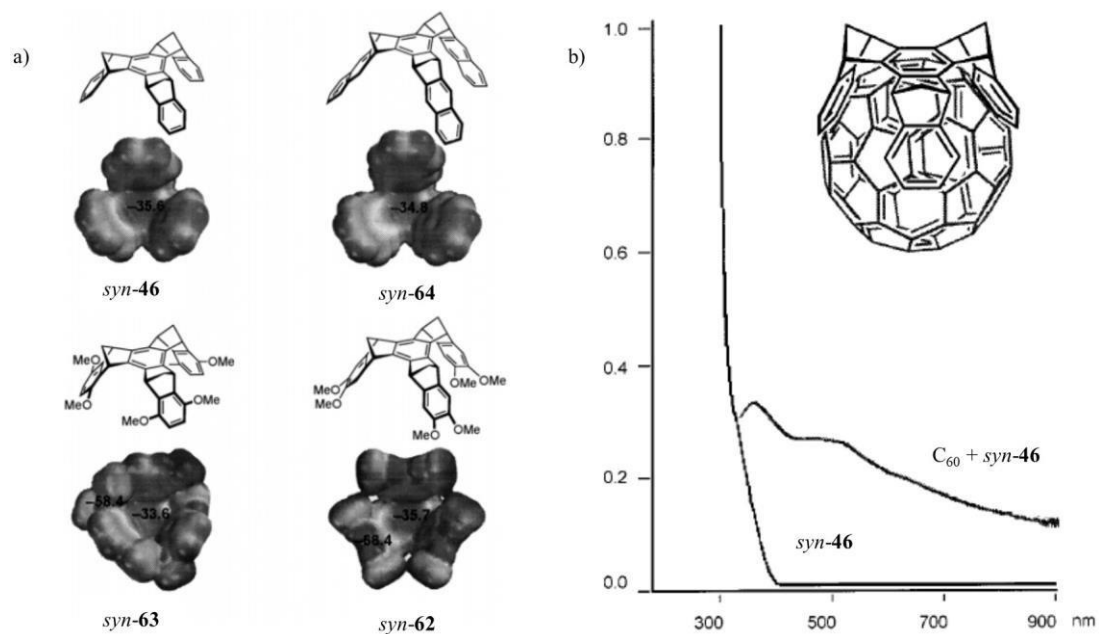 a)
−35.6
syn-46
−34.8
syn-64
MeO
OMe
MeO
OMe
MeO
−58.4
−33.6
syn-63
MeO
MeO
OMe
OMe
MeO
OMe
−35.7
−58.4
syn-62
b)
1.0
0.8
0.6
0.4
0.2
0.0
C60 + syn-46
syn-46
300
500
700
900
nm